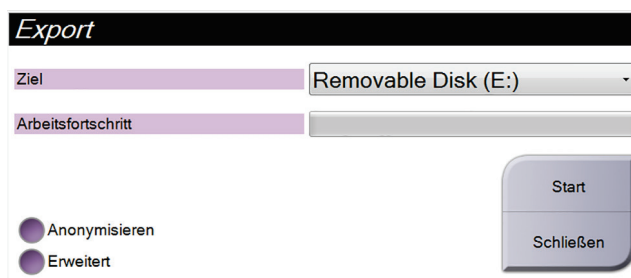 Export
Ziel
Removable Disk (E:)
Arbeitsfortschritt
Start
Anonymisieren
Schließen
Erweitert